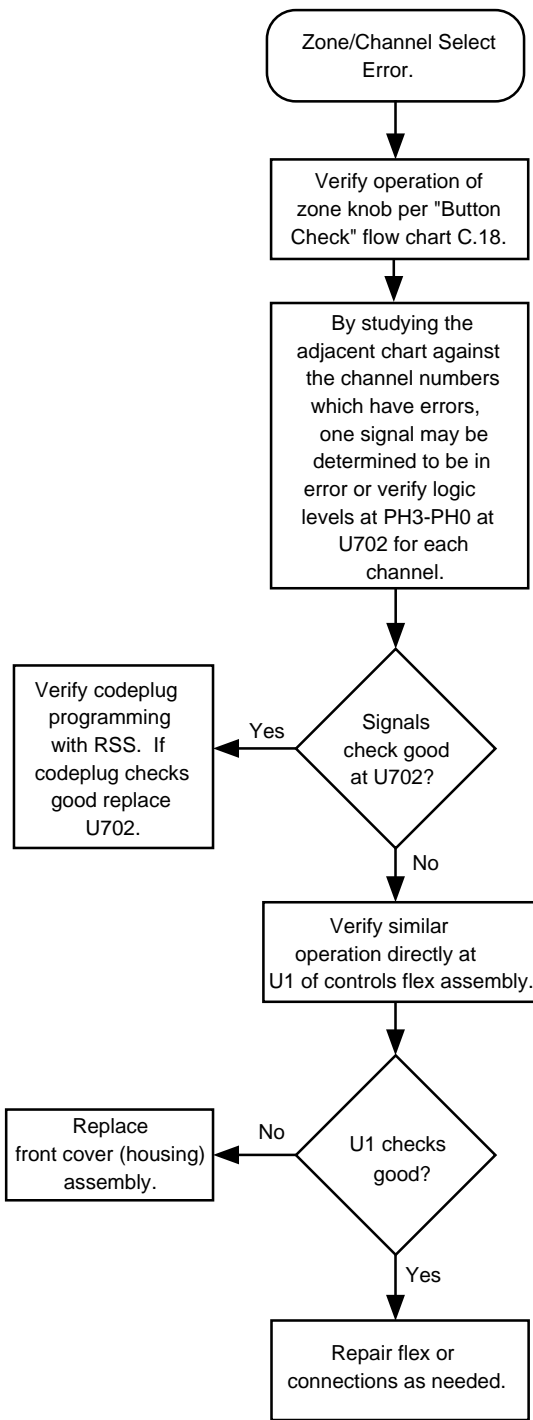 Zone/Channel Select
Error.
Verify operation of
zone knob per "Button
Check" flow chart C.18.
By studying the
adjacent chart against
the channel numbers
which have errors,
one signal may be
determined to be in
error or verify logic
levels at PH3-PH0 at
U702 for each
channel.
Signals
check good
at U702?
Yes
Verify codeplug
programming
with RSS. If
codeplug checks
good replace
U702.
No
Verify similar
operation directly at
U1 of controls flex assembly.
U1 checks
good?
No
Replace
front cover (housing)
assembly.
Yes
Repair flex or
connections as needed.